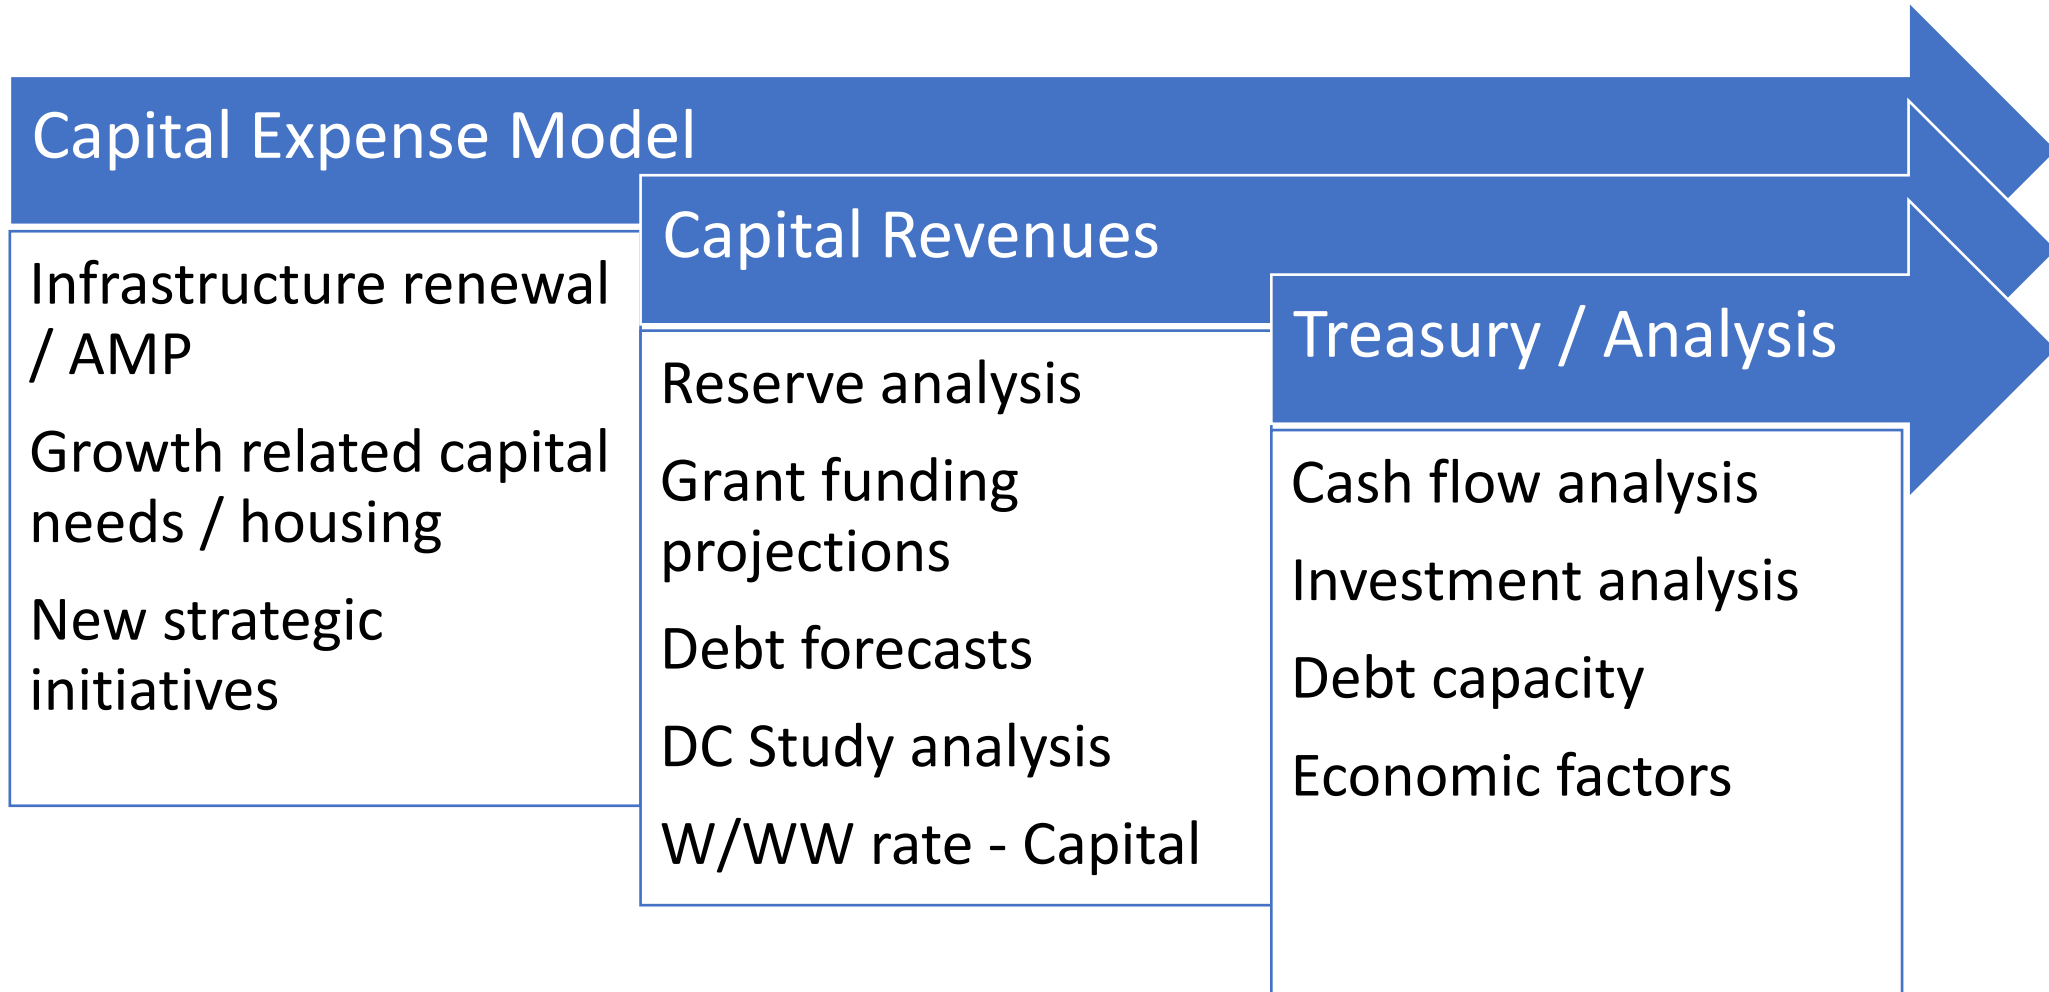 Capital Expense Model
Infrastructure renewal
/ AMP
Growth related capital
needs / housing
New strategic
initiatives
Capital Revenues
Reserve analysis
Grant funding
projections
Debt forecasts
DC Study analysis
W/WW rate - Capital
Treasury / Analysis
Cash flow analysis
Investment analysis
Debt capacity
Economic factors